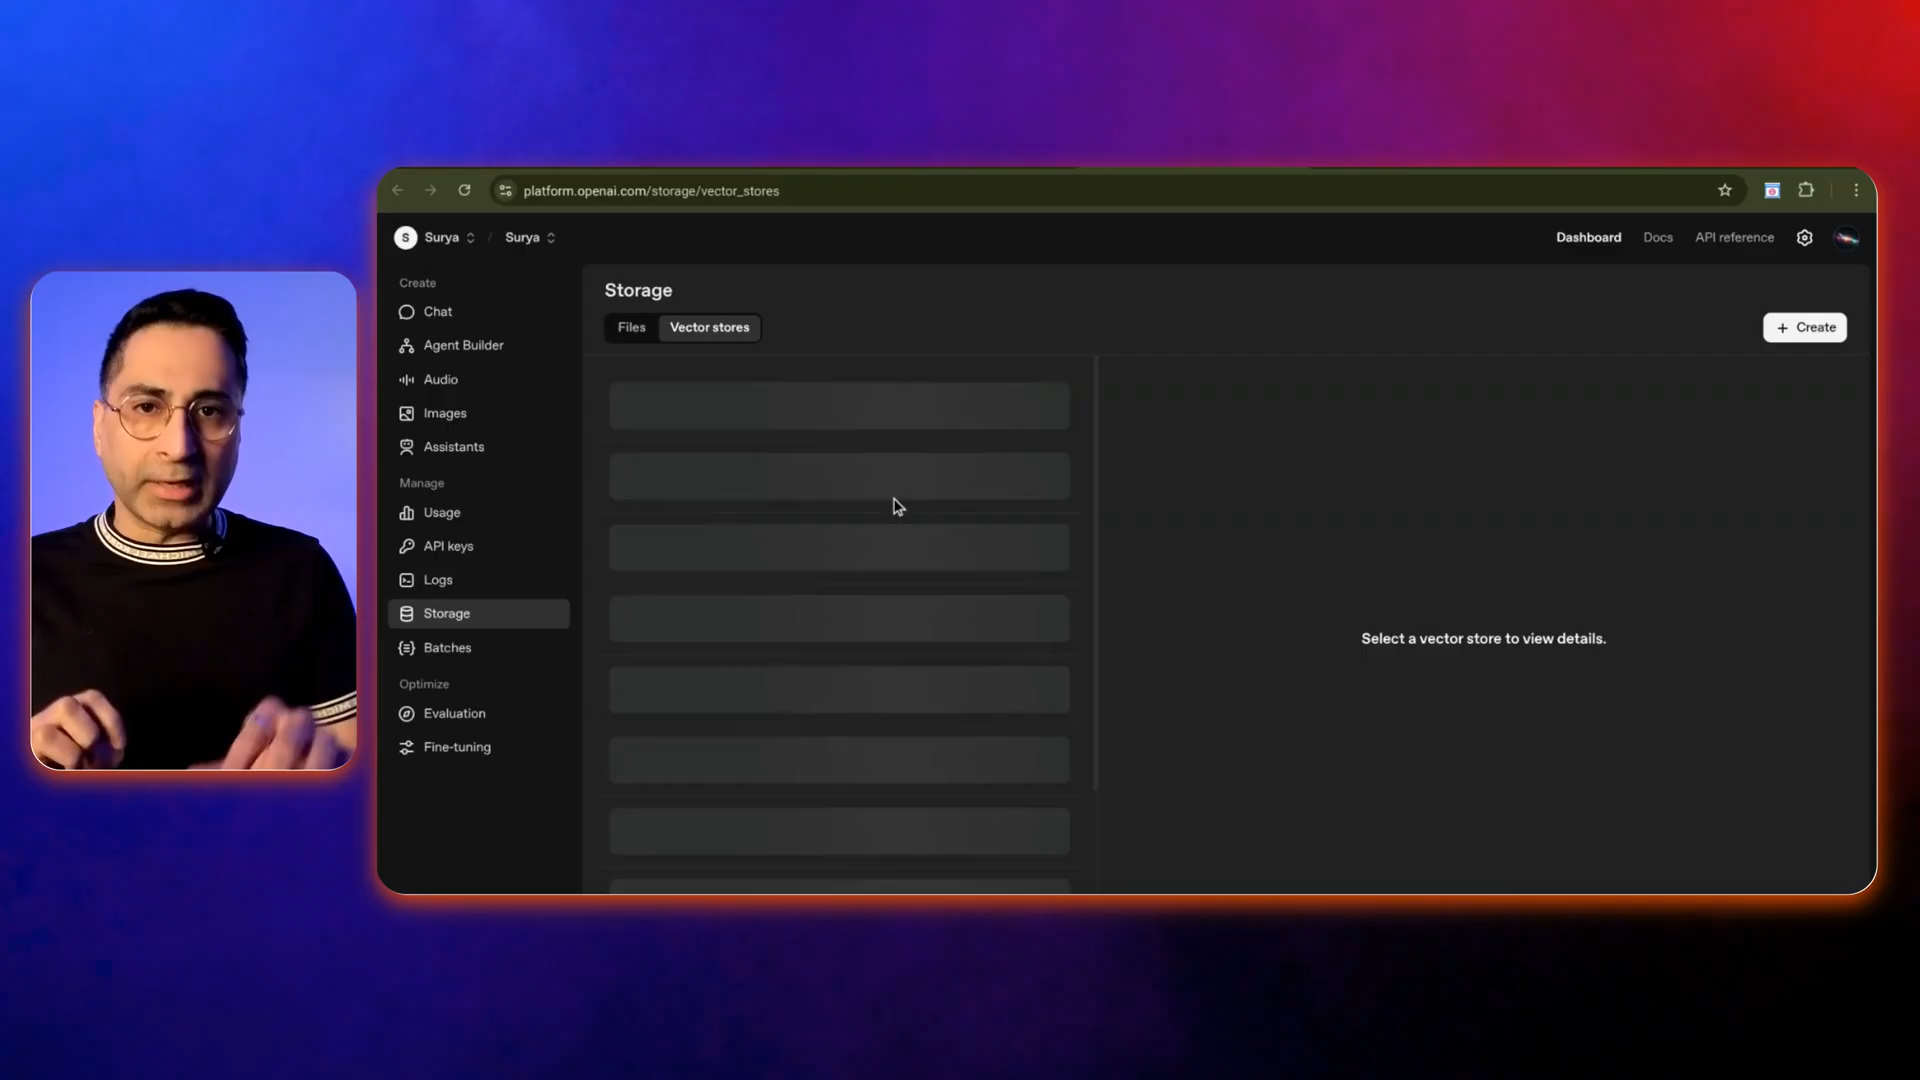 platform.openai.com/storage/vector_stores
S Surya / Surya
Dashboard Docs API reference
Create
Chat
Agent Builder
Audio
Images
Assistants
Manage
Usage
API keys
Logs
Storage
Batches
Optimize
Evaluation
Fine-tuning
Storage
Files Vector stores
+ Create
Select a vector store to view details.